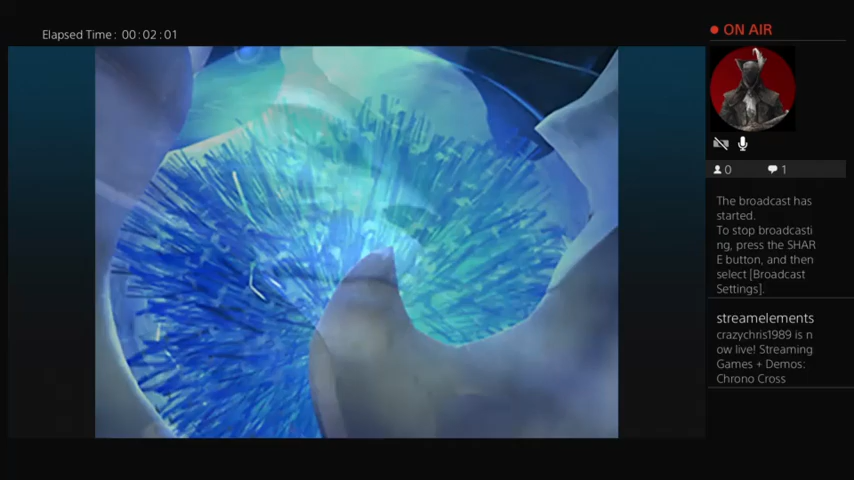 Elapsed Time: 00:02:01
ON AIR
0
1
The broadcast has
started.
To stop broadcasti
ng, press the SHAR
E button, and then
select [Broadcast
Settings].
streamelements
crazychris1989 is n
ow live! Streaming
Games + Demos:
Chrono Cross